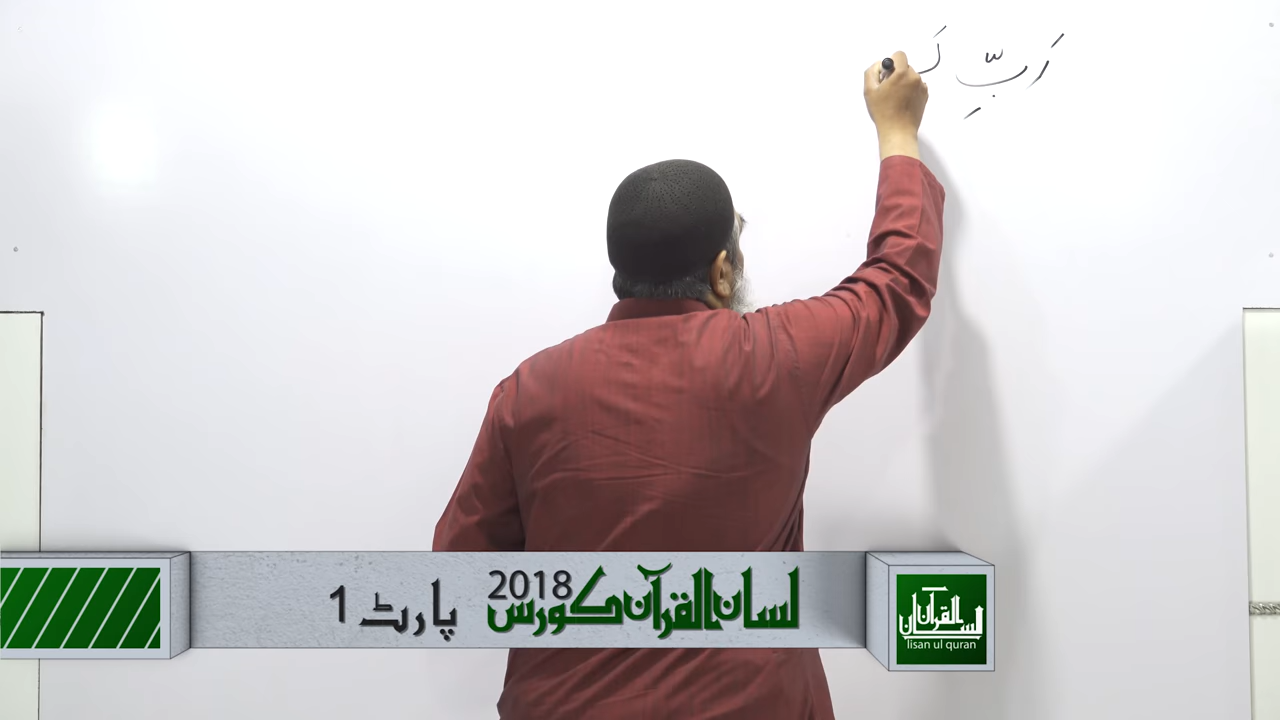 رَبِّ
لسان القرآن کورس 2018 پارٹ 1
لسان القرآن
lisan ul quran